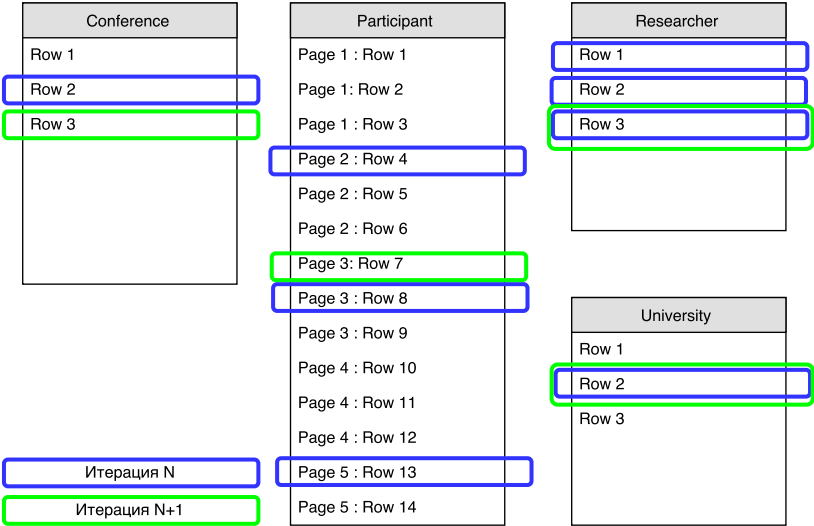 Conference
Row 1
Row 2
Row 3
Participant
Page 1 : Row 1
Page 1: Row 2
Page 1 : Row 3
Page 2 : Row 4
Page 2 : Row 5
Page 2 : Row 6
Page 3: Row 7
Page 3 : Row 8
Page 3 : Row 9
Page 4 : Row 10
Page 4 : Row 11
Page 4 : Row 12
Page 5 : Row 13
Page 5 : Row 14
Researcher
Row 1
Row 2
Row 3
University
Row 1
Row 2
Row 3
Итерация N
Итерация N+1